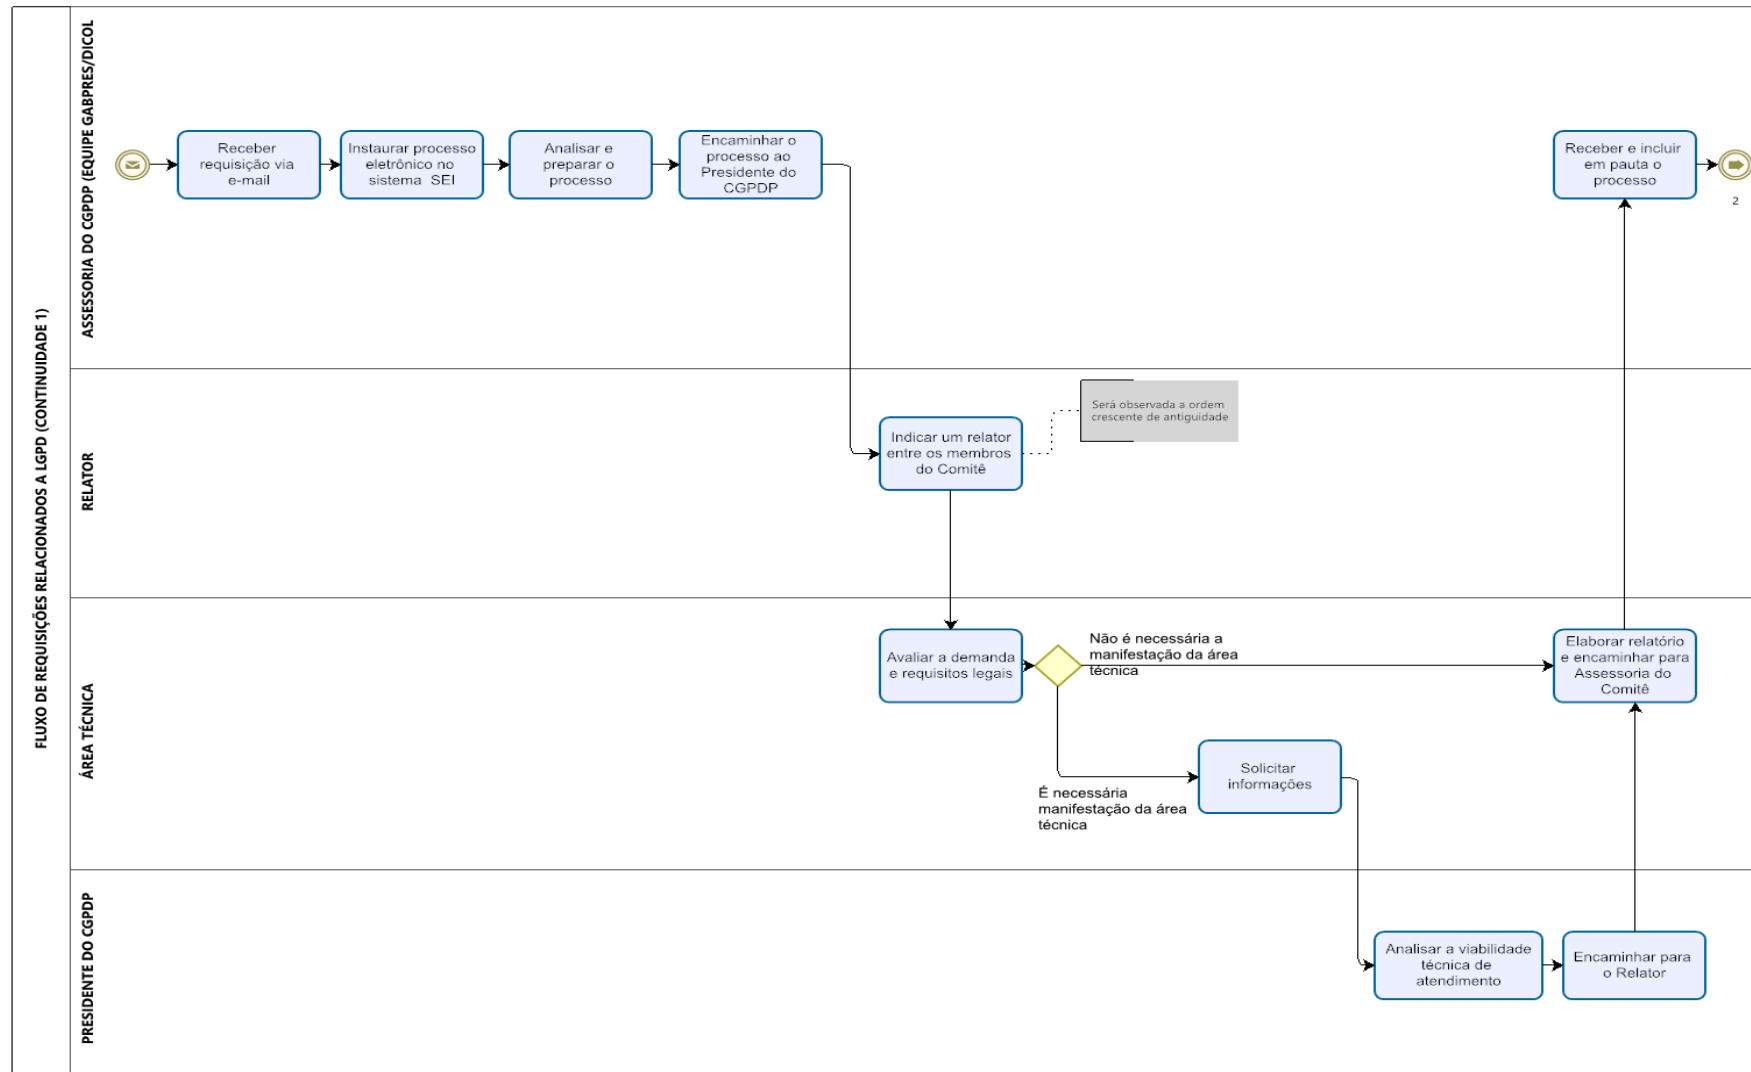 FLUXO DE REQUISIÇÕES RELACIONADOS A LGPD (CONTINUIDADE 1)
ASSESSORIA DO CGPDP (EQUIPE GABPRES/DICOL)
Receber
requisição via
e-mail
Instaurar processo
eletrônico no
sistema SEI
Analisar e
preparar o
processo
Encaminhar o
processo ao
Presidente do
CGPDP
Receber e incluir
em pauta o
processo
2
RELATOR
Indicar um relator
entre os membros
do Comitê
Será observada a ordem
crescente de antiguidade
ÁREA TÉCNICA
Avaliar a demanda
e requisitos legais
Não é necessária a
manifestação da área
técnica
Elaborar relatório
e encaminhar para
Assessoria do
Comitê
É necessária
manifestação da área
técnica
Solicitar
informações
PRESIDENTE DO CGPDP
Analisar a viabilidade
técnica de
atendimento
Encaminhar para
o Relator